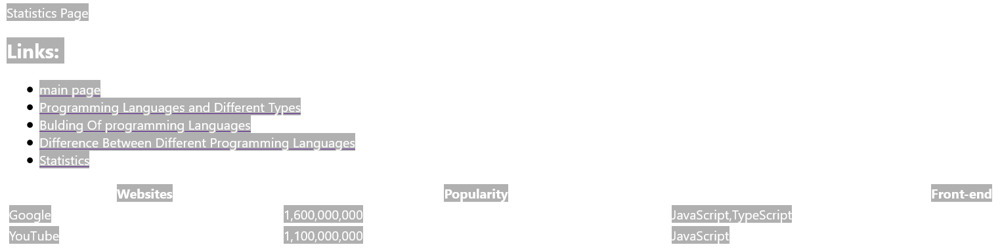 Statistics Page
Links:
main page
Programming Languages and Different Types
Bulding Of programming Languages
Difference Between Different Programming Languages
Statistics
Websites Popularity Front-end
Google 1,600,000,000 JavaScript,TypeScript
YouTube 1,100,000,000 JavaScript